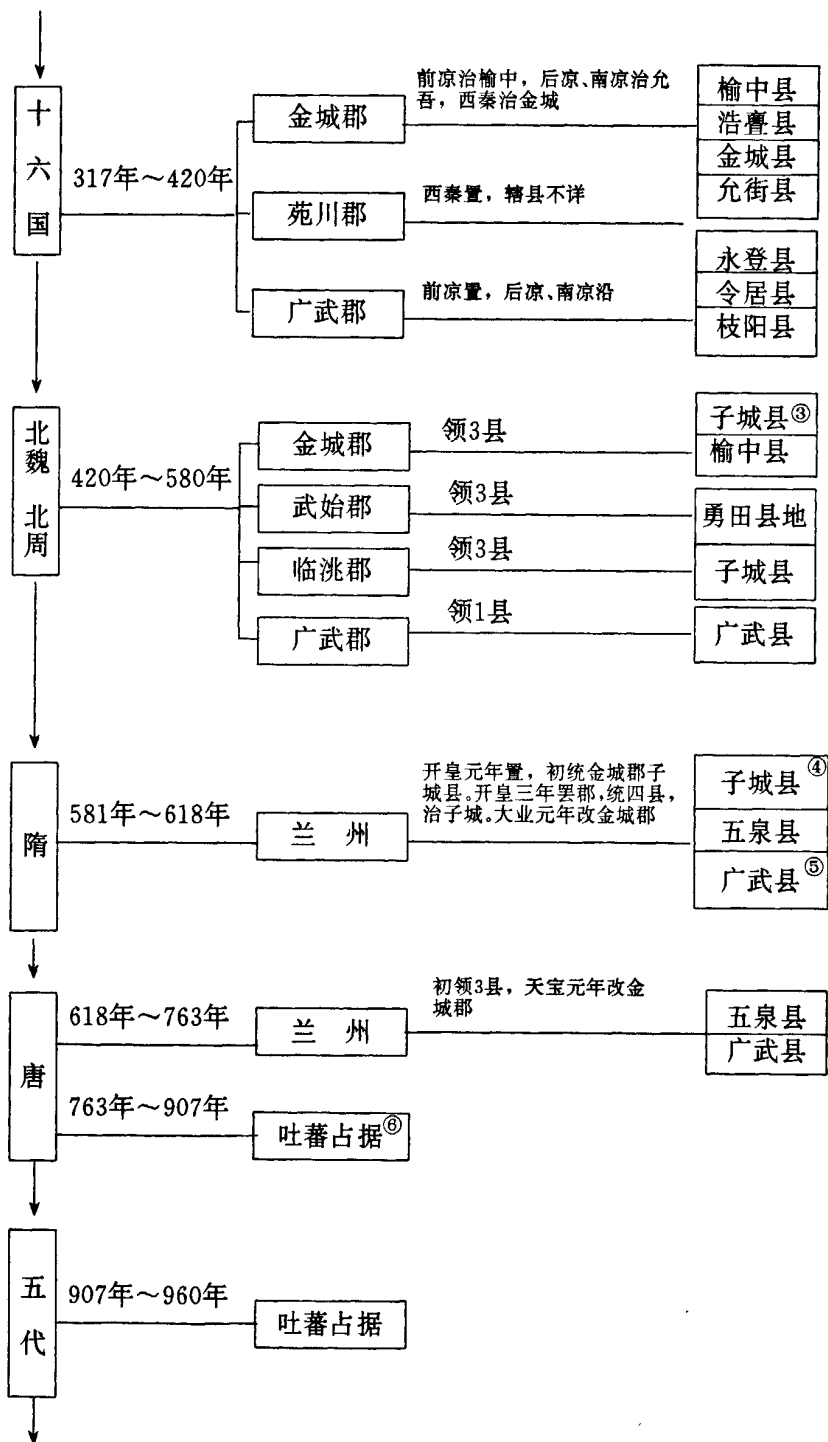 十六国
317年～420年
金城郡
前凉治榆中，后凉、南凉治允
吾，西秦治金城
榆中县
浩亹县
金城县
允街县
苑川郡
西秦置，辖县不详
广武郡
前凉置，后凉、南凉沿
永登县
令居县
枝阳县
北魏 北周
420年～580年
金城郡
领3县
子城县③
榆中县
武始郡
领3县
勇田县地
临洮郡
领3县
子城县
广武郡
领1县
广武县
隋
581年～618年
兰 州
开皇元年置，初统金城郡子
城县。开皇三年罢郡，统四县，
治子城。大业元年改金城郡
子城县④
五泉县
广武县⑤
唐
618年～763年
兰 州
初领3县，天宝元年改金
城郡
五泉县
广武县
763年～907年
吐蕃占据⑥
五代
907年～960年
吐蕃占据